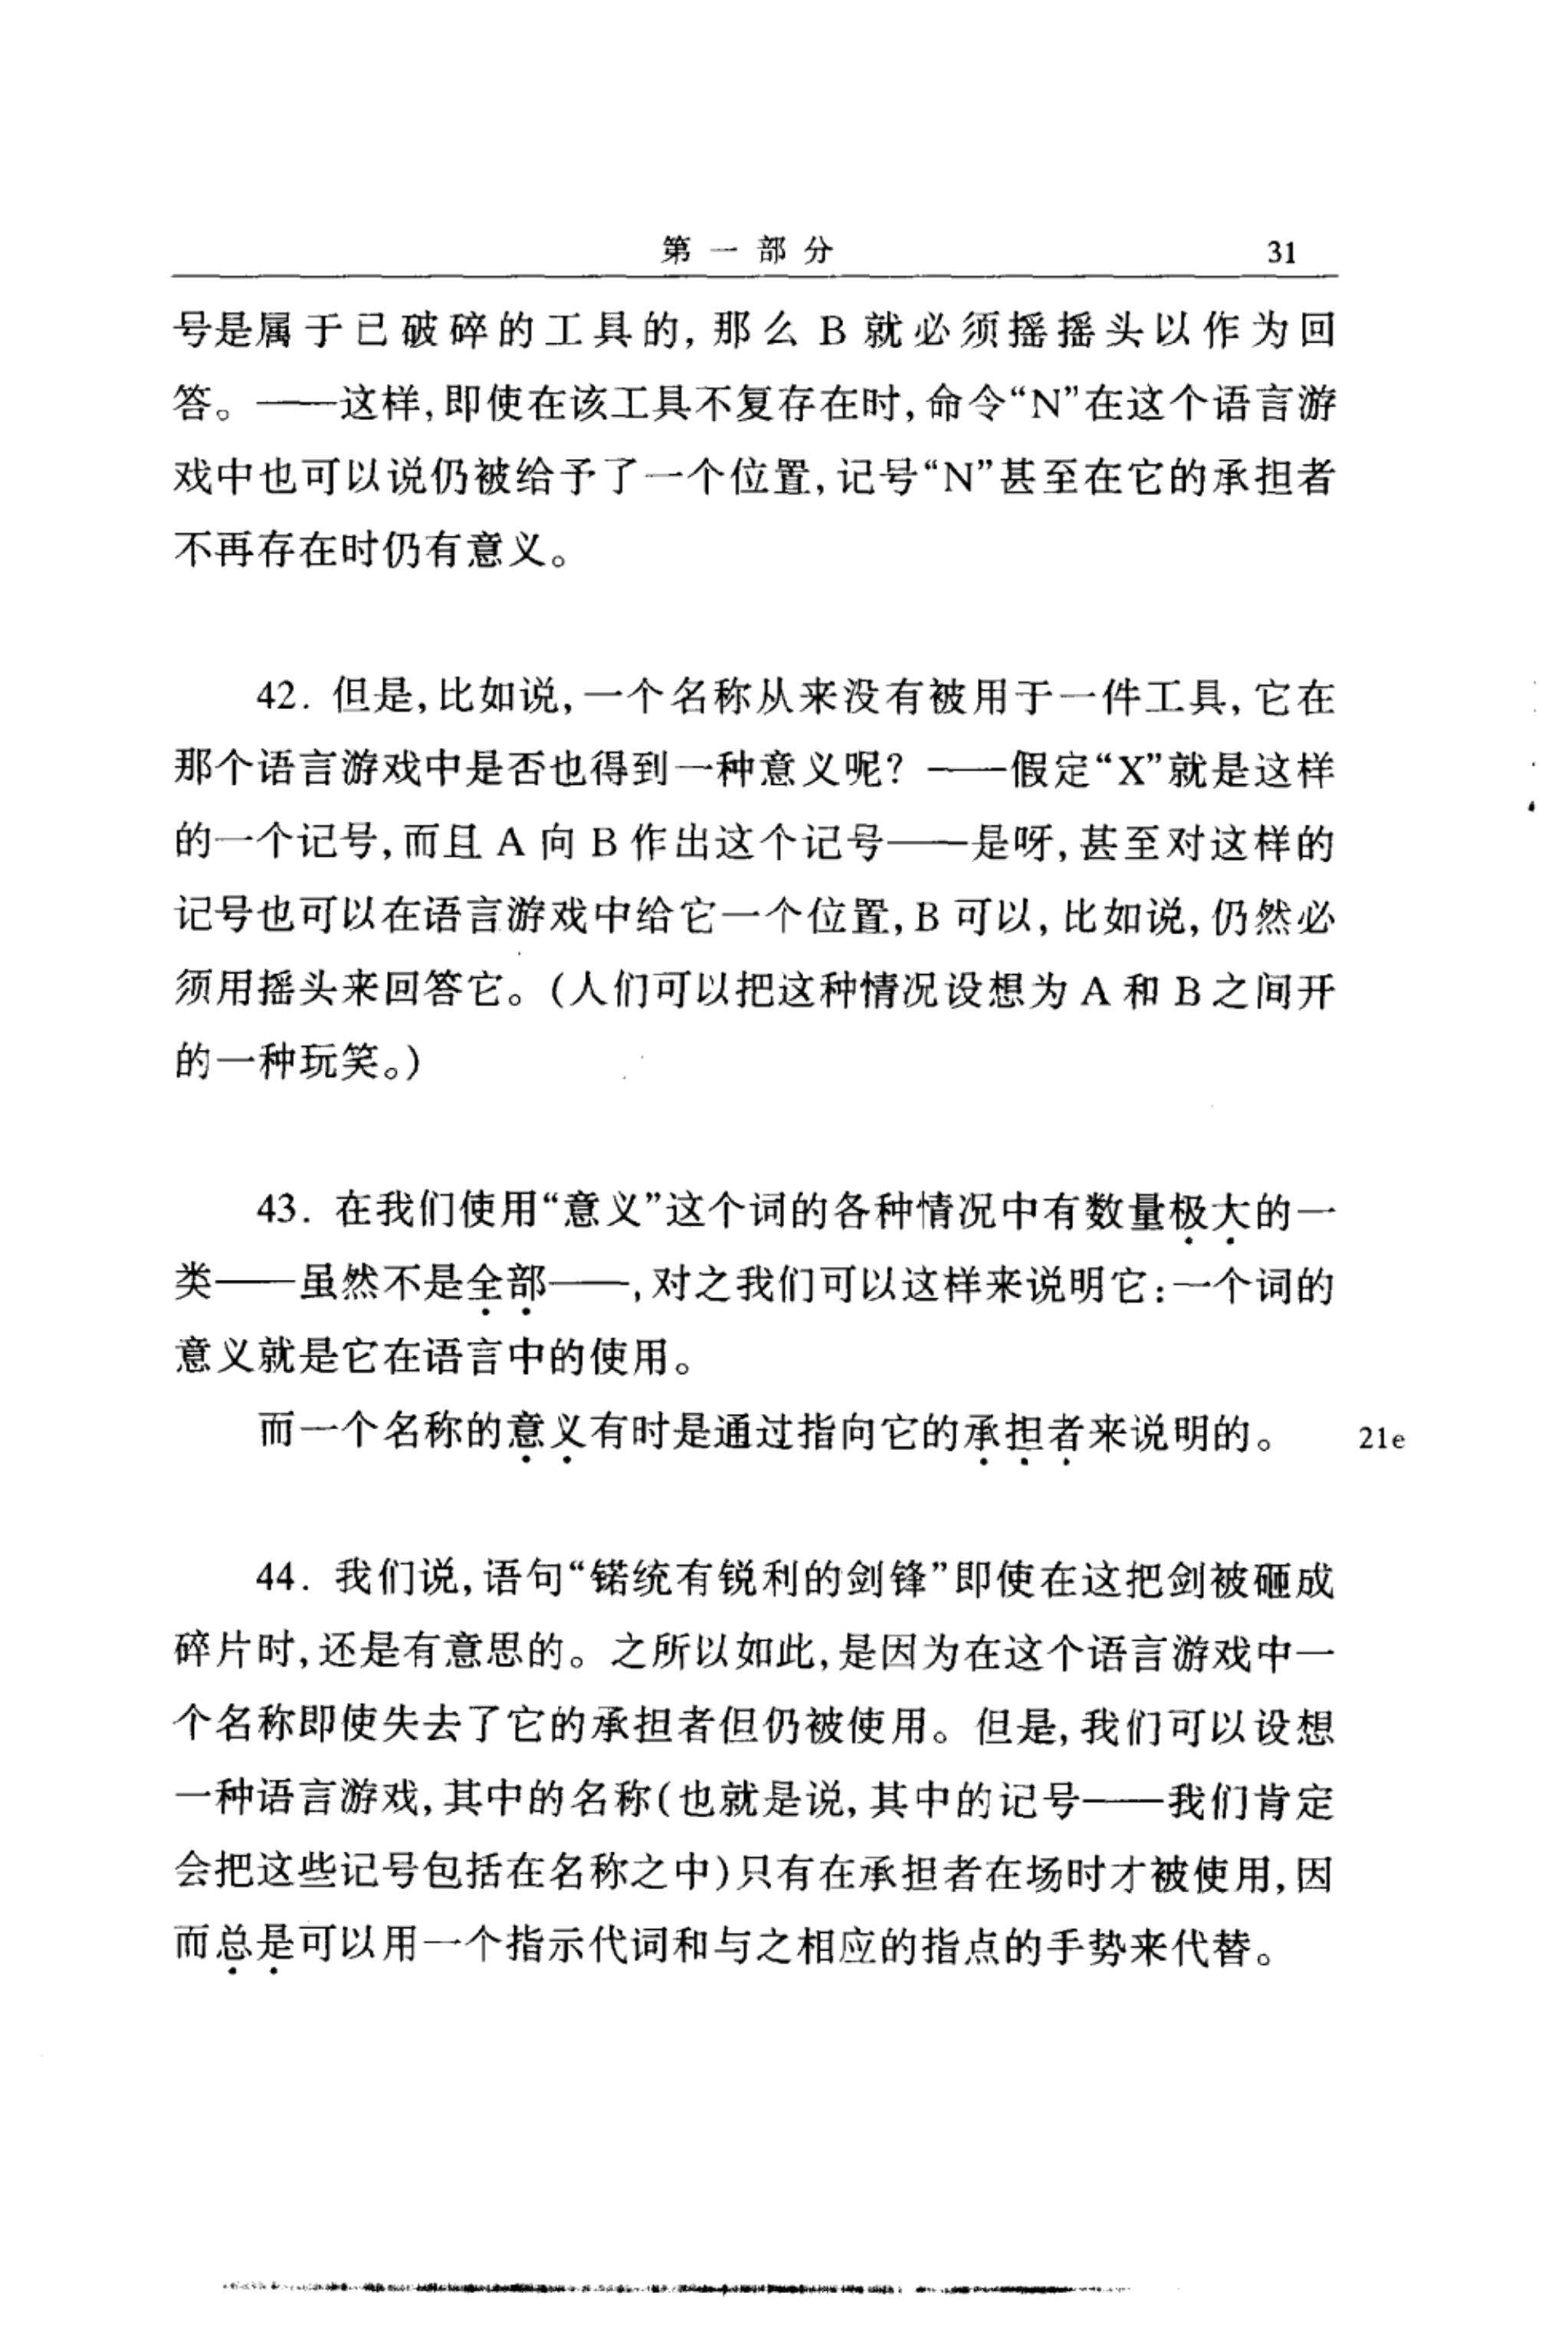 第一部分 31
号是属于已破碎的工具的,那么 B 就必须摇摇头以作为回
答。——这样,即使在该工具不复存在时,命令“N”在这个语言游
戏中也可以说仍被给予了一个位置,记号“N”甚至在它的承担者
不再存在时仍有意义。
42. 但是,比如说,一个名称从来没有被用于一件工具,它在
那个语言游戏中是否也得到一种意义呢?——假定“X”就是这样
的一个记号,而且 A 向 B 作出这个记号——是呀,甚至对这样的
记号也可以在语言游戏中给它一个位置,B 可以,比如说,仍然必
须用摇头来回答它。(人们可以把这种情况设想为 A 和 B 之间开
的一种玩笑。)
43. 在我们使用“意义”这个词的各种情况中有数量极大的一
类——虽然不是全部——,对之我们可以这样来说明它:一个词的
意义就是它在语言中的使用。
而一个名称的意义有时是通过指向它的承担者来说明的。 21e
44. 我们说,语句“锘统有锐利的剑锋”即使在这把剑被砸成
碎片时,还是有意思的。之所以如此,是因为在这个语言游戏中一
个名称即使失去了它的承担者但仍被使用。但是,我们可以设想
一种语言游戏,其中的名称(也就是说,其中的记号——我们肯定
会把这些记号包括在名称之中)只有在承担者在场时才被使用,因
而总是可以用一个指示代词和与之相应的指点的手势来代替。